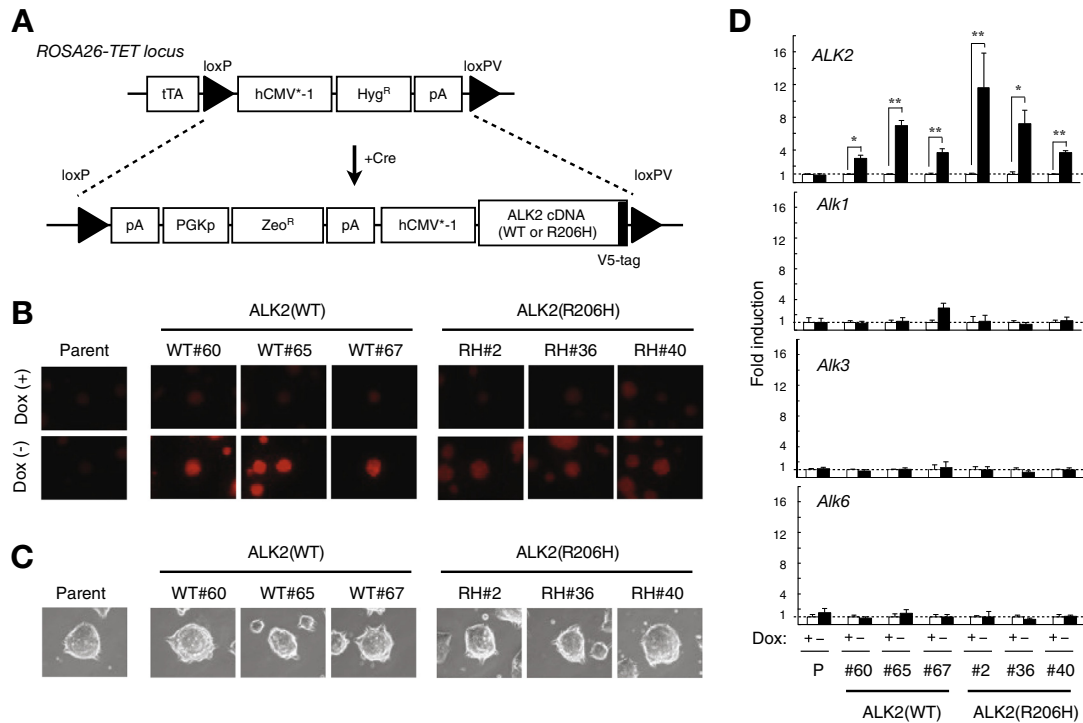 A
ROSA26-TET locus
loxP
loxPV
tTA
hCMV*-1
Hyg^R
pA
+Cre
loxP
loxPV
pA
PGKp
Zeo^R
pA
hCMV*-1
ALK2 cDNA
(WT or R206H)
V5-tag
B
ALK2(WT)
ALK2(R206H)
Parent
WT#60
WT#65
WT#67
RH#2
RH#36
RH#40
Dox (+)
Dox (-)
C
ALK2(WT)
ALK2(R206H)
Parent
WT#60
WT#65
WT#67
RH#2
RH#36
RH#40
D
Fold induction
ALK2
16
12
8
4
1
*
**
**
**
*
**
Alk1
16
12
8
4
1
Alk3
16
12
8
4
1
Alk6
16
12
8
4
1
Dox: + − + − + − + − + − + − + −
P #60 #65 #67 #2 #36 #40
ALK2(WT) ALK2(R206H)